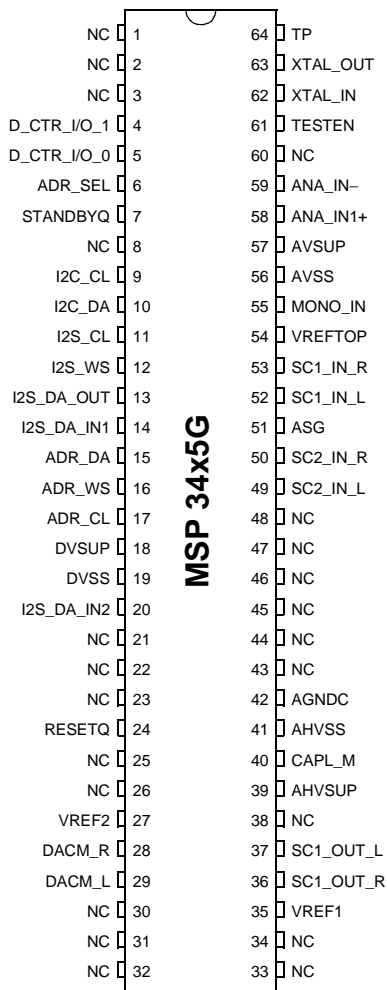 NC 1 64 TP
NC 2 63 XTAL_OUT
NC 3 62 XTAL_IN
D_CTR_I/O_1 4 61 TESTEN
D_CTR_I/O_0 5 60 NC
ADR_SEL 6 59 ANA_IN−
STANDBYQ 7 58 ANA_IN1+
NC 8 57 AVSUP
I2C_CL 9 56 AVSS
I2C_DA 10 55 MONO_IN
I2S_CL 11 54 VREFTOP
I2S_WS 12 53 SC1_IN_R
I2S_DA_OUT 13 52 SC1_IN_L
I2S_DA_IN1 14 51 ASG
ADR_DA 15 50 SC2_IN_R
ADR_WS 16 49 SC2_IN_L
ADR_CL 17 48 NC
DVSUP 18 47 NC
DVSS 19 46 NC
I2S_DA_IN2 20 45 NC
NC 21 44 NC
NC 22 43 NC
NC 23 42 AGNDC
RESETQ 24 41 AHVSS
NC 25 40 CAPL_M
NC 26 39 AHVSUP
VREF2 27 38 NC
DACM_R 28 37 SC1_OUT_L
DACM_L 29 36 SC1_OUT_R
NC 30 35 VREF1
NC 31 34 NC
NC 32 33 NC
MSP 34x5G